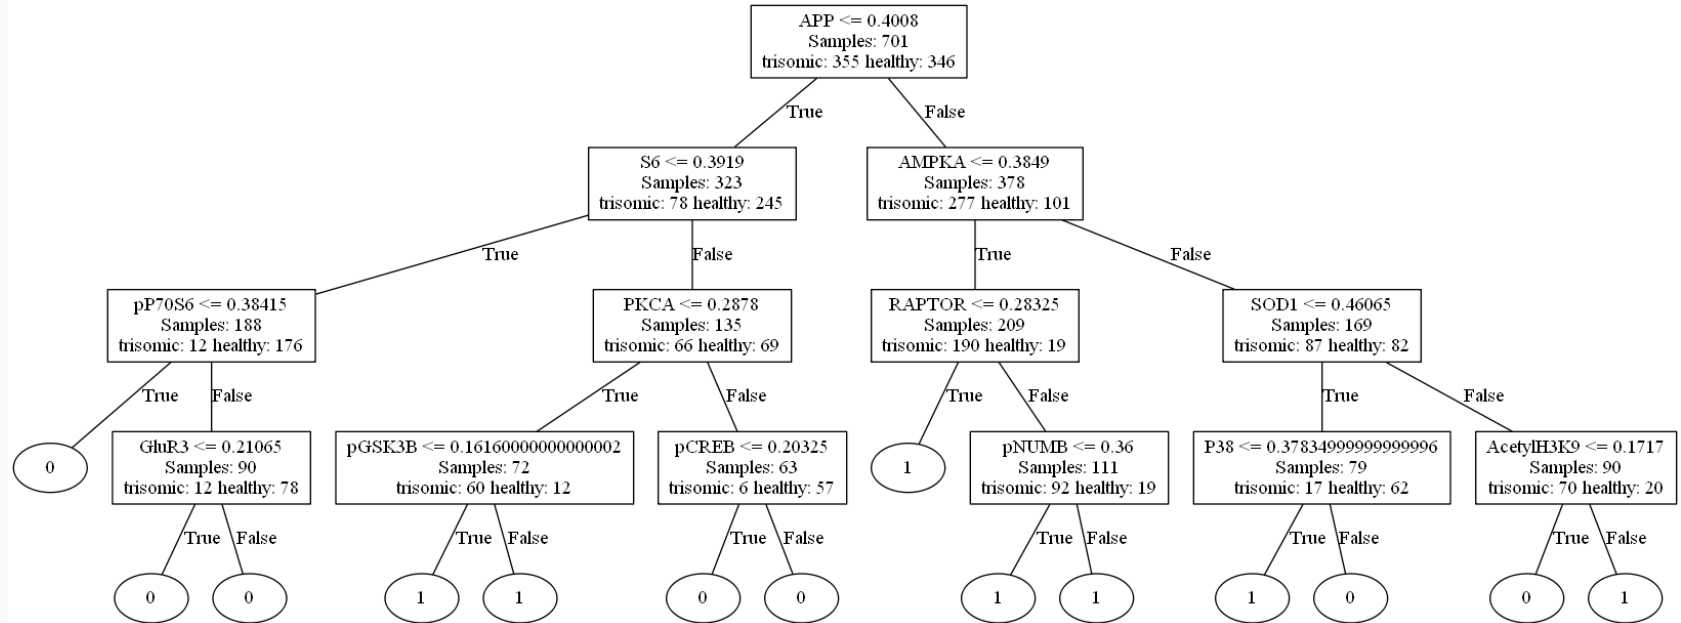 APP <= 0.4008
Samples: 701
trisomic: 355 healthy: 346
True
False
S6 <= 0.3919
Samples: 323
trisomic: 78 healthy: 245
AMPKA <= 0.3849
Samples: 378
trisomic: 277 healthy: 101
True
False
True
False
pP70S6 <= 0.38415
Samples: 188
trisomic: 12 healthy: 176
PKCA <= 0.2878
Samples: 135
trisomic: 66 healthy: 69
RAPTOR <= 0.28325
Samples: 209
trisomic: 190 healthy: 19
SOD1 <= 0.46065
Samples: 169
trisomic: 87 healthy: 82
True
False
True
False
True
False
True
False
0
GluR3 <= 0.21065
Samples: 90
trisomic: 12 healthy: 78
pGSK3B <= 0.16160000000000002
Samples: 72
trisomic: 60 healthy: 12
pCREB <= 0.20325
Samples: 63
trisomic: 6 healthy: 57
1
pNUMB <= 0.36
Samples: 111
trisomic: 92 healthy: 19
P38 <= 0.37834999999999996
Samples: 79
trisomic: 17 healthy: 62
AcetylH3K9 <= 0.1717
Samples: 90
trisomic: 70 healthy: 20
True
False
True
False
True
False
True
False
True
False
True
False
0
0
1
1
0
0
1
1
1
0
0
1